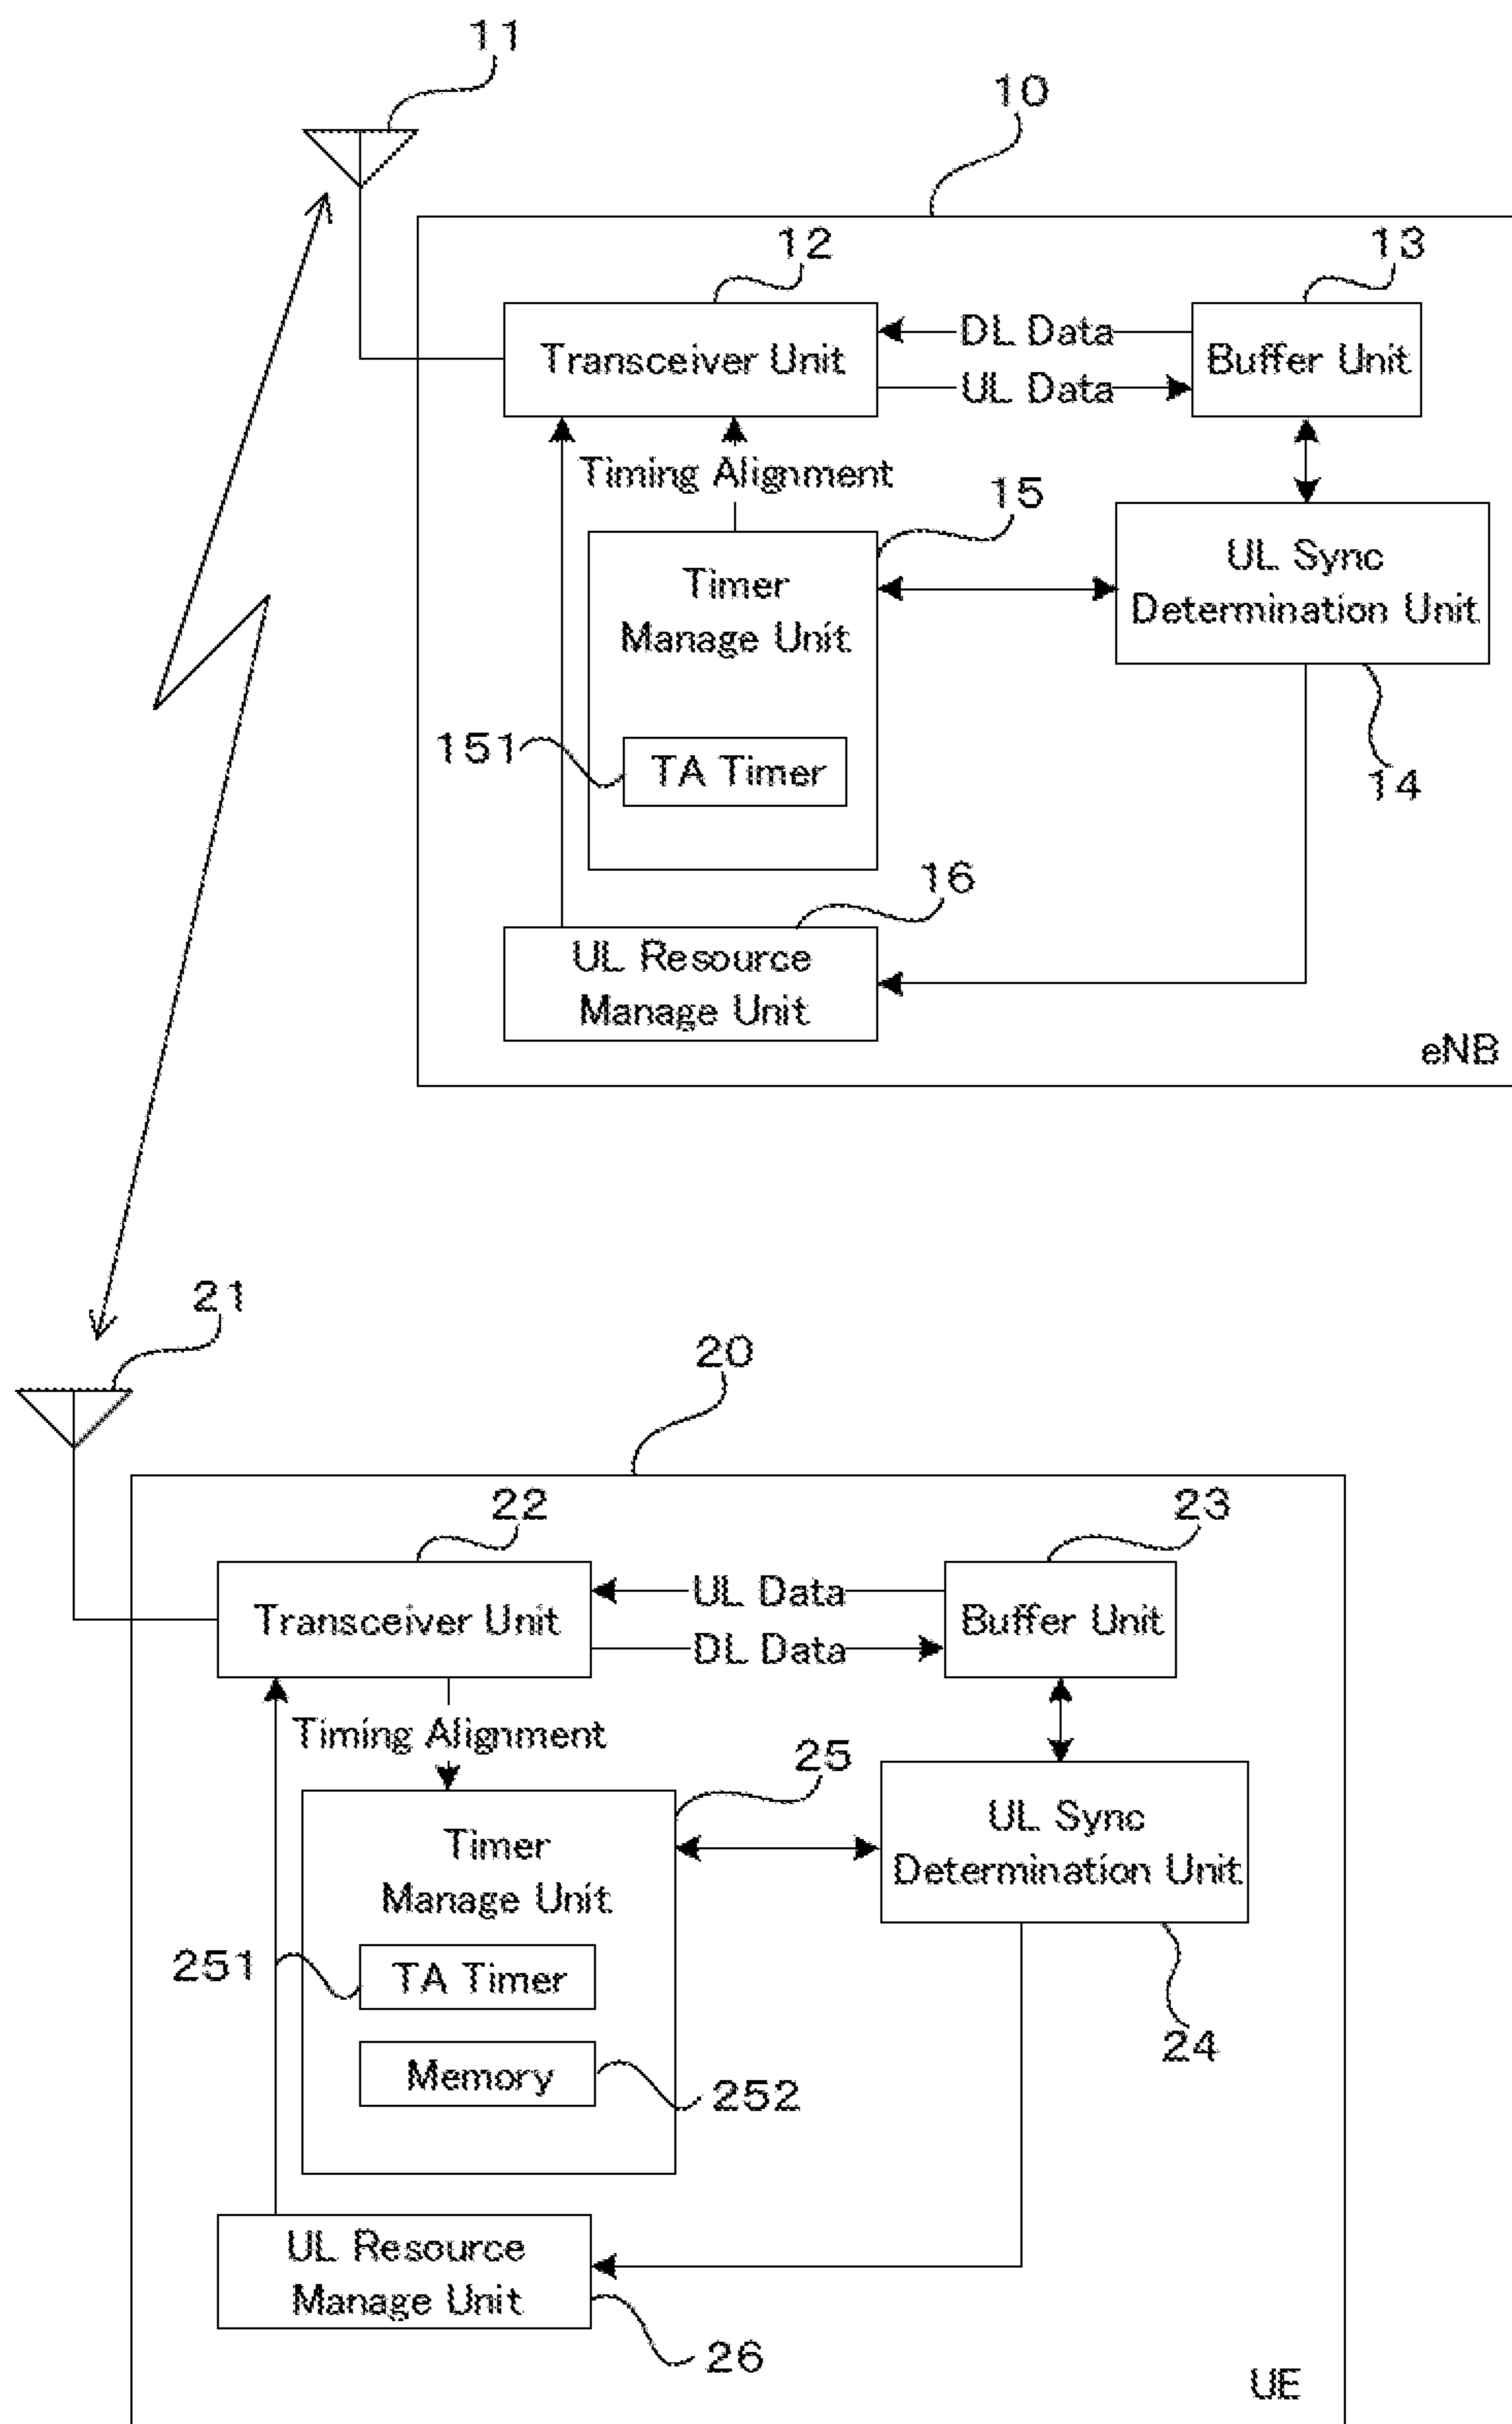 11
10
12
13
Transceiver Unit
DL Data
UL Data
Buffer Unit
Timing Alignment
15
Timer
Manage Unit
UL Sync
Determination Unit
151
TA Timer
14
16
UL Resource
Manage Unit
eNB
21
20
22
23
Transceiver Unit
UL Data
DL Data
Buffer Unit
Timing Alignment
25
Timer
Manage Unit
UL Sync
Determination Unit
251
TA Timer
24
Memory
252
UL Resource
Manage Unit
26
UE